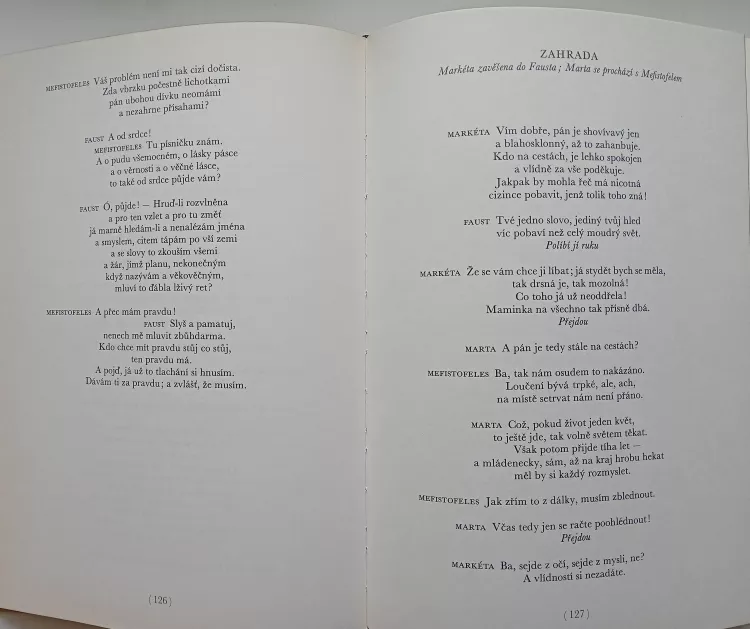 MEFISTOFELES Váš problém není mi tak cizí dočista.
Zda vbrzku počestně lichotkami
pán ubohou dívku neomámí
a nezahrne přísahami?
FAUST A od srdce!
MEFISTOFELES Tu písničku znám.
A o pudu všemocném, o lásky pásce
a o věrnosti a o věčné lásce,
to také od srdce půjde vám?
FAUST Ó, půjde! — Hruď-li rozvlněna
a pro ten vzlet a pro tu změť
já marně hledám-li a nenalézám jména
a smyslem, citem tápám po vší zemi
a se slovy to zkouším všemi
a žár, jímž planu, nekonečným
když nazývám a věkověčným,
mluví to ďábla lživý ret?
MEFISTOFELES A přec mám pravdu!
FAUST Slyš a pamatuj,
nenech mě mluvit zbůhdarma.
Kdo chce mít pravdu stůj co stůj,
ten pravdu má.
A pojď, já už to tlachání si hnusím.
Dávám ti za pravdu; a zvlášť, že musím.
(126)
ZAHRADA
Markéta zavěšena do Fausta; Marta se prochází s Mefistofelem
MARKÉTA Vím dobře, pán je shovívavý jen
a blahosklonný, až to zahanbuje.
Kdo na cestách, je lehko spokojen
a vlídně za vše poděkuje.
Jakpak by mohla řeč má nicotná
cizince pobavit, jenž tolik toho zná!
FAUST Tvé jedno slovo, jediný tvůj hled
víc pobaví než celý moudrý svět.
Políbí jí ruku
MARKÉTA Že se vám chce ji líbat; já stydět bych se měla,
tak drsná je, tak mozolná!
Co toho já už neoddřela!
Maminka na všechno tak přísně dbá.
Přejdou
MARTA A pán je tedy stále na cestách?
MEFISTOFELES Ba, tak nám osudem to nakázáno.
Loučení bývá trpké, ale, ach,
na místě setrvat nám není přáno.
MARTA Což, pokud život jeden květ,
to ještě jde, tak volně světem těkat.
Však potom přijde tíha let —
a mládenecky, sám, až na kraj hrobu hekat
měl by si každý rozmyslet.
MEFISTOFELES Jak zřím to z dálky, musím zblednout.
MARTA Včas tedy jen se račte poohlédnout!
Přejdou
MARKÉTA Ba, sejde z očí, sejde z mysli, ne?
A vlídnosti si nezadáte.
(127)